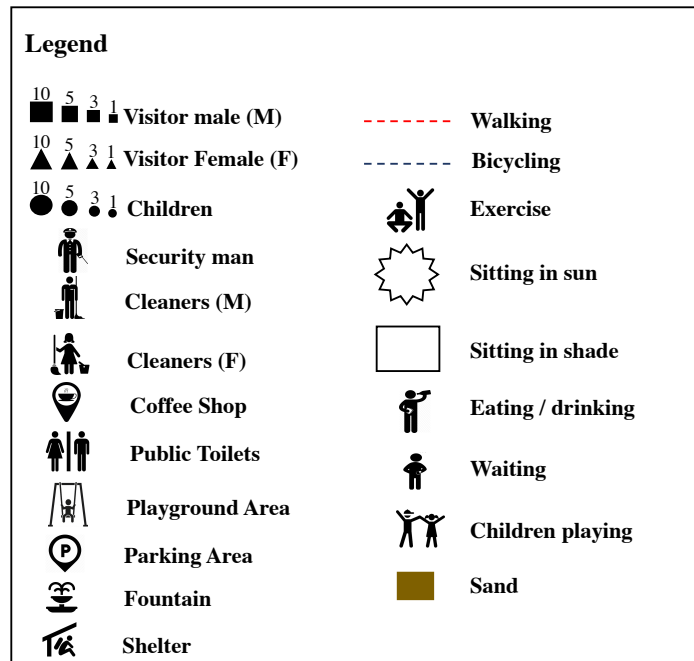 Legend
10 5 3 1
Visitor male (M)
10 5 3 1
Visitor Female (F)
10 5 3 1
Children
Security man
Cleaners (M)
Cleaners (F)
Coffee Shop
Public Toilets
Playground Area
P
Parking Area
Fountain
Shelter
Walking
Bicycling
Exercise
Sitting in sun
Sitting in shade
Eating / drinking
Waiting
Children playing
Sand